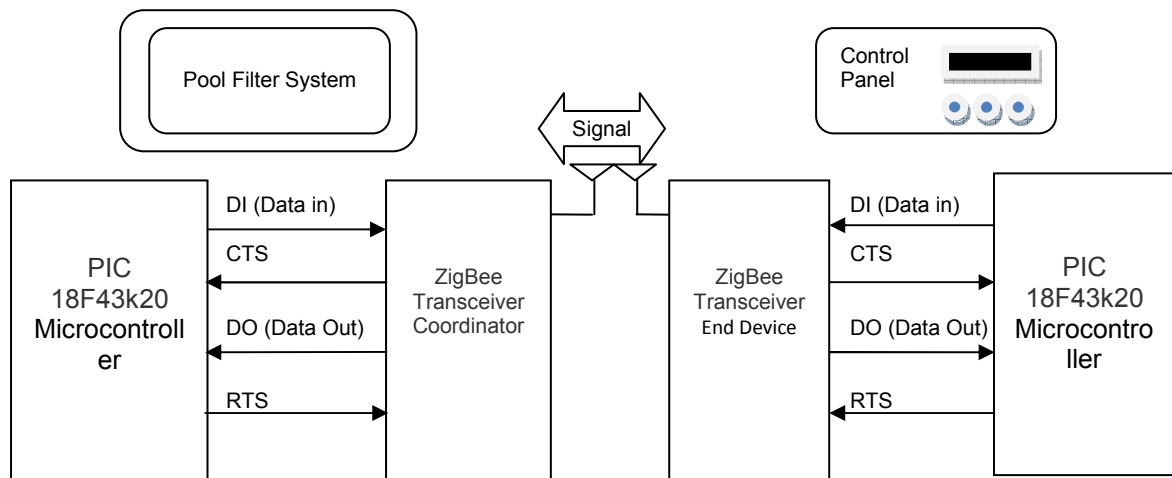 Pool Filter System
Control
Panel
Signal
PIC
18F43k20
Microcontroll
er
DI (Data in)
CTS
DO (Data Out)
RTS
ZigBee
Transceiver
Coordinator
ZigBee
Transceiver
End Device
DI (Data in)
CTS
DO (Data Out)
RTS
PIC
18F43k20
Microcontro
ller